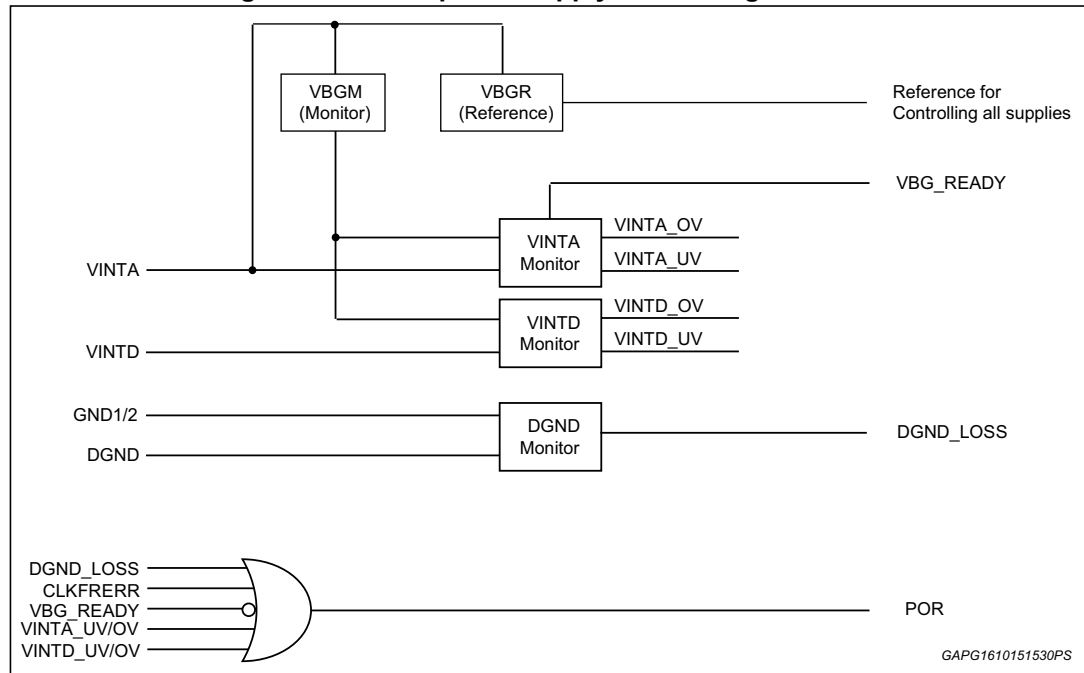 VBGM
(Monitor)
VBGR
(Reference)
Reference for
Controlling all supplies
VBG_READY
VINTA
Monitor
VINTA_OV
VINTA_UV
VINTA
VINTD
Monitor
VINTD_OV
VINTD_UV
VINTD
GND1/2
DGND
DGND
Monitor
DGND_LOSS
DGND_LOSS
CLKFRERR
VBG_READY
VINTA_UV/OV
VINTD_UV/OV
POR
GAPG1610151530PS